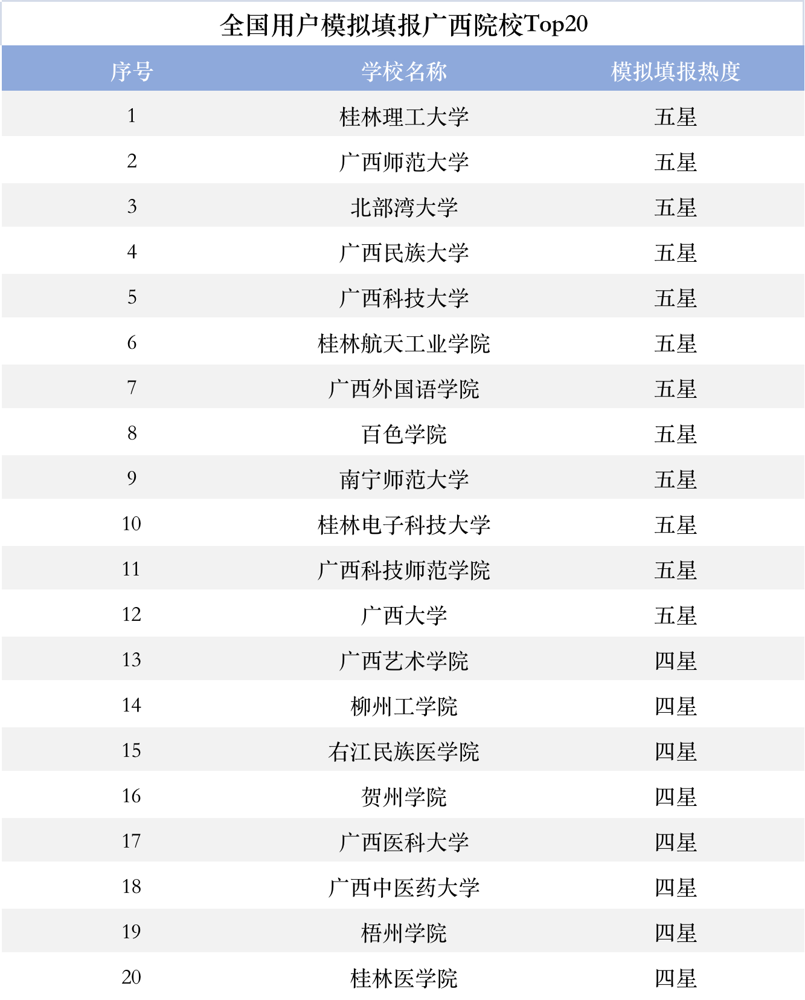 全国用户模拟填报广西院校Top20
序号 学校名称 模拟填报热度
1 桂林理工大学 五星
2 广西师范大学 五星
3 北部湾大学 五星
4 广西民族大学 五星
5 广西科技大学 五星
6 桂林航天工业学院 五星
7 广西外国语学院 五星
8 百色学院 五星
9 南宁师范大学 五星
10 桂林电子科技大学 五星
11 广西科技师范学院 五星
12 广西大学 五星
13 广西艺术学院 四星
14 柳州工学院 四星
15 右江民族医学院 四星
16 贺州学院 四星
17 广西医科大学 四星
18 广西中医药大学 四星
19 梧州学院 四星
20 桂林医学院 四星